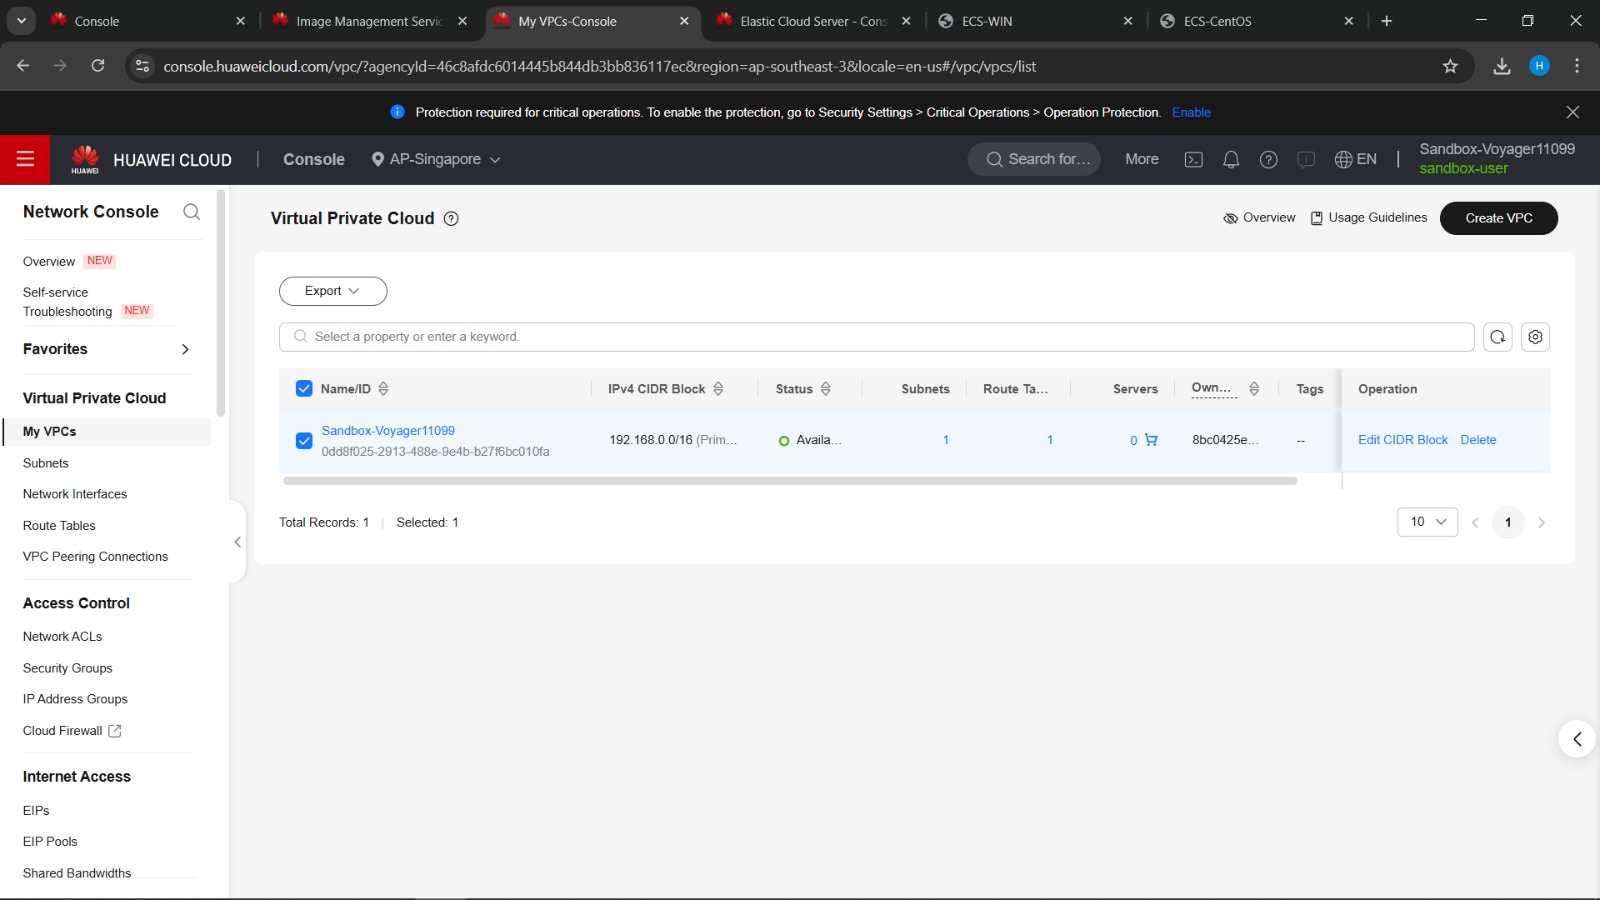 Console
Image Management Servic
My VPCs-Console
Elastic Cloud Server - Cons
ECS-WIN
ECS-CentOS
console.huaweicloud.com/vpc/?agencyId=46c8afdc6014445b844db3bb836117ec&region=ap-southeast-3&locale=en-us#/vpc/vpcs/list
H
Protection required for critical operations. To enable the protection, go to Security Settings > Critical Operations > Operation Protection. Enable
HUAWEI
HUAWEI CLOUD
Console
AP-Singapore
Search for...
More
EN
Sandbox-Voyager11099
sandbox-user
Network Console
Overview NEW
Self-service
Troubleshooting NEW
Favorites
Virtual Private Cloud
My VPCs
Subnets
Network Interfaces
Route Tables
VPC Peering Connections
Access Control
Network ACLs
Security Groups
IP Address Groups
Cloud Firewall
Internet Access
EIPs
EIP Pools
Shared Bandwidths
Virtual Private Cloud
Overview
Usage Guidelines
Create VPC
Export
Select a property or enter a keyword.
Name/ID IPv4 CIDR Block Status Subnets Route Ta... Servers Own... Tags Operation
Sandbox-Voyager11099
0dd8f025-2913-488e-9e4b-b27f6bc010fa
192.168.0.0/16 (Prim... Availa... 1 1 0 8bc0425e... -- Edit CIDR Block Delete
Total Records: 1 Selected: 1
10
1